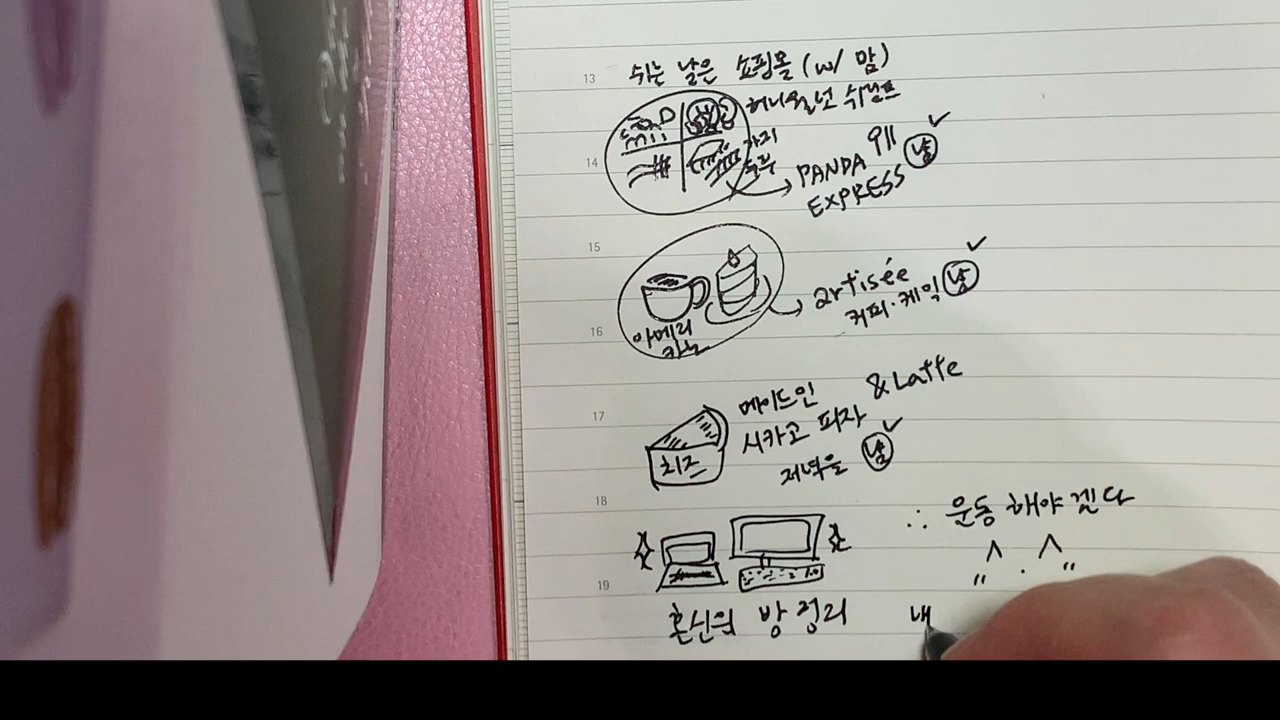 13
쉬는 날은 쇼핑몰 (w/ 맘)
허니월넛 쉬림프
14
가지
두부
PANDA
EXPRESS
에 냠
15
artisée
커피·케익 냠
16
아메리
카노
17
메이드인
시카고 피자 & Latte
치즈
저녁은 냠
18
∴ 운동 해야 겠다
19
혼신의 방 정리
내